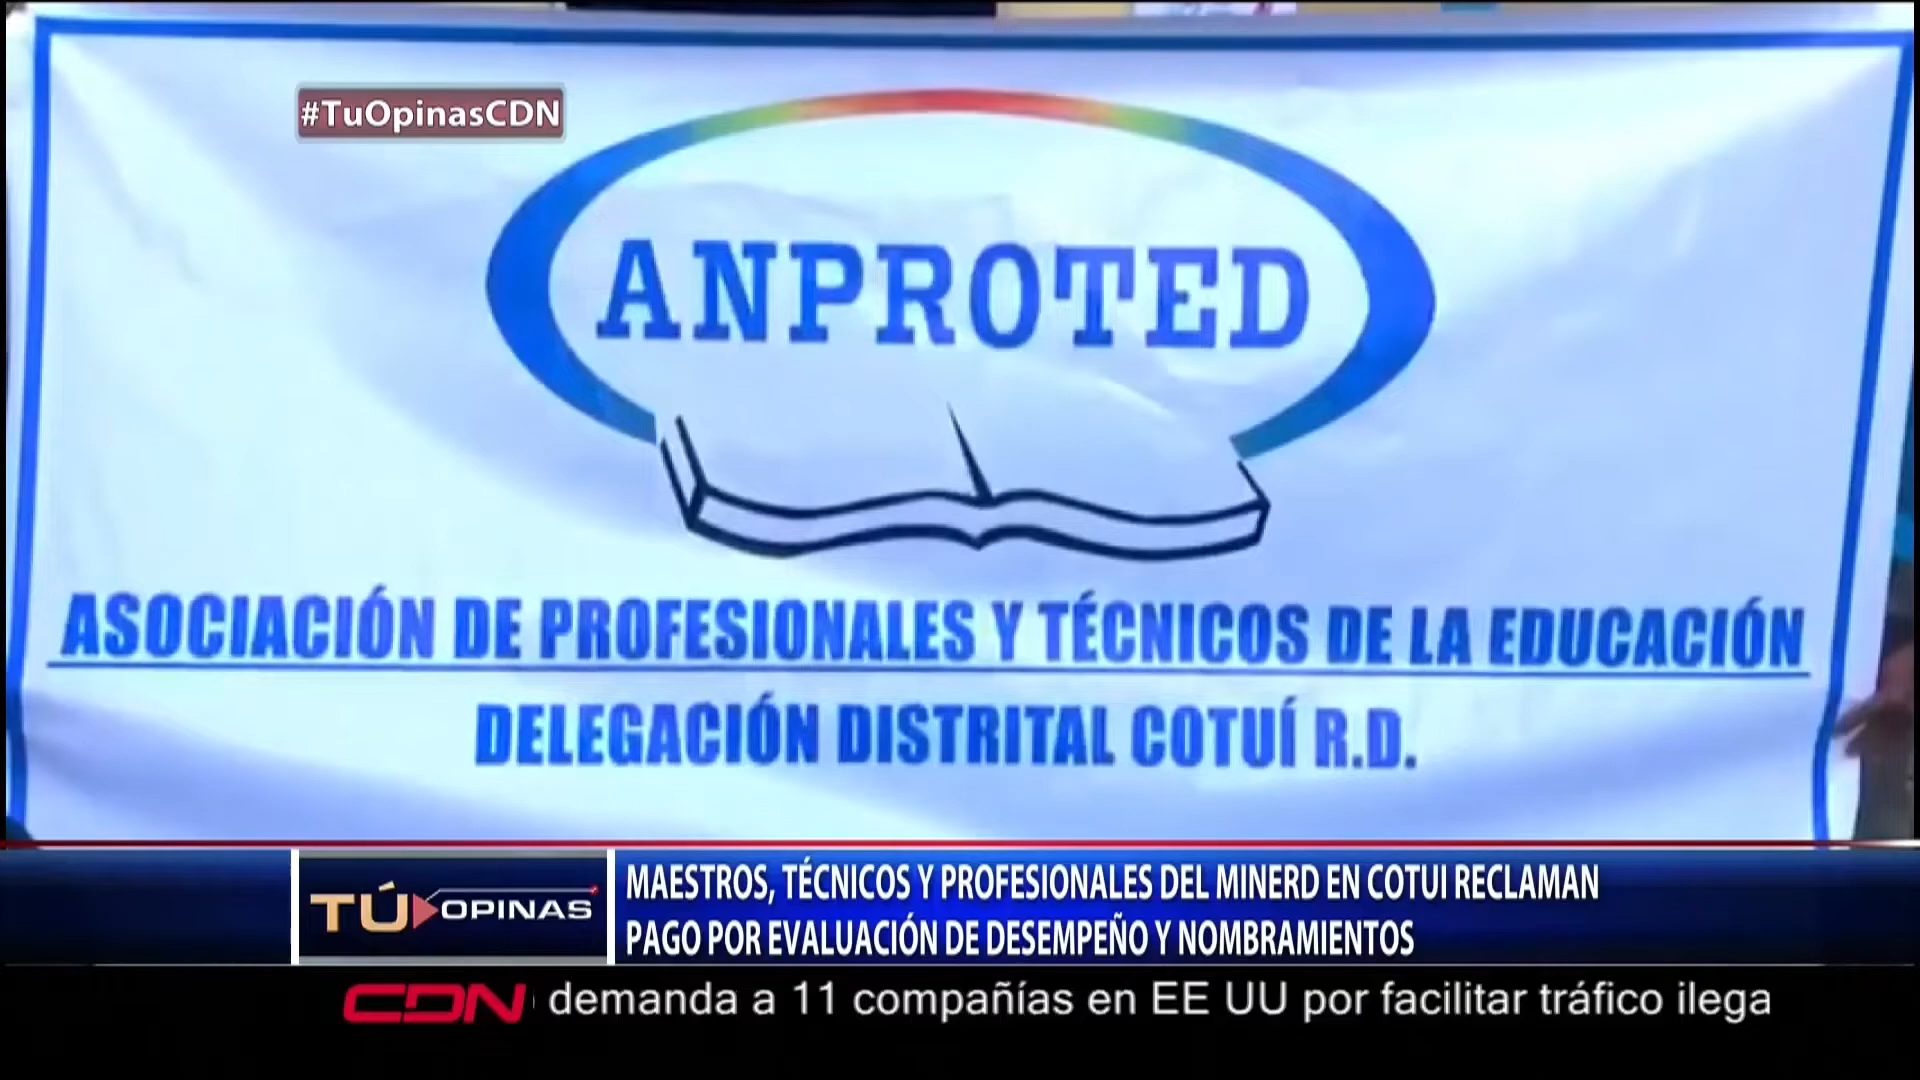 #TuOpinasCDN
ANPROTED
ASOCIACIÓN DE PROFESIONALES Y TÉCNICOS DE LA EDUCACIÓN
DELEGACIÓN DISTRITAL COTUÍ R.D.
TÚ OPINAS
MAESTROS, TÉCNICOS Y PROFESIONALES DEL MINERD EN COTUI RECLAMAN
PAGO POR EVALUACIÓN DE DESEMPEÑO Y NOMBRAMIENTOS
CDN demanda a 11 compañías en EE UU por facilitar tráfico ilega